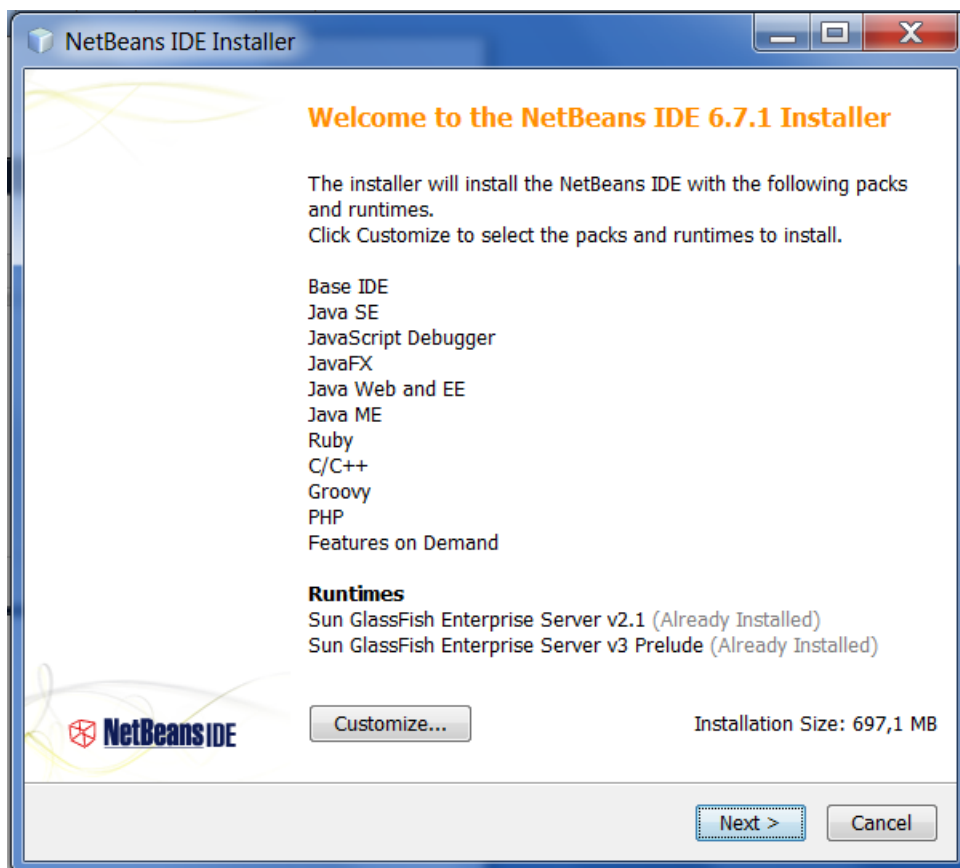 NetBeans IDE Installer
Welcome to the NetBeans IDE 6.7.1 Installer
The installer will install the NetBeans IDE with the following packs
and runtimes.
Click Customize to select the packs and runtimes to install.
Base IDE
Java SE
JavaScript Debugger
JavaFX
Java Web and EE
Java ME
Ruby
C/C++
Groovy
PHP
Features on Demand
Runtimes
Sun GlassFish Enterprise Server v2.1 (Already Installed)
Sun GlassFish Enterprise Server v3 Prelude (Already Installed)
NetBeans IDE
Customize...
Installation Size: 697,1 MB
Next >
Cancel